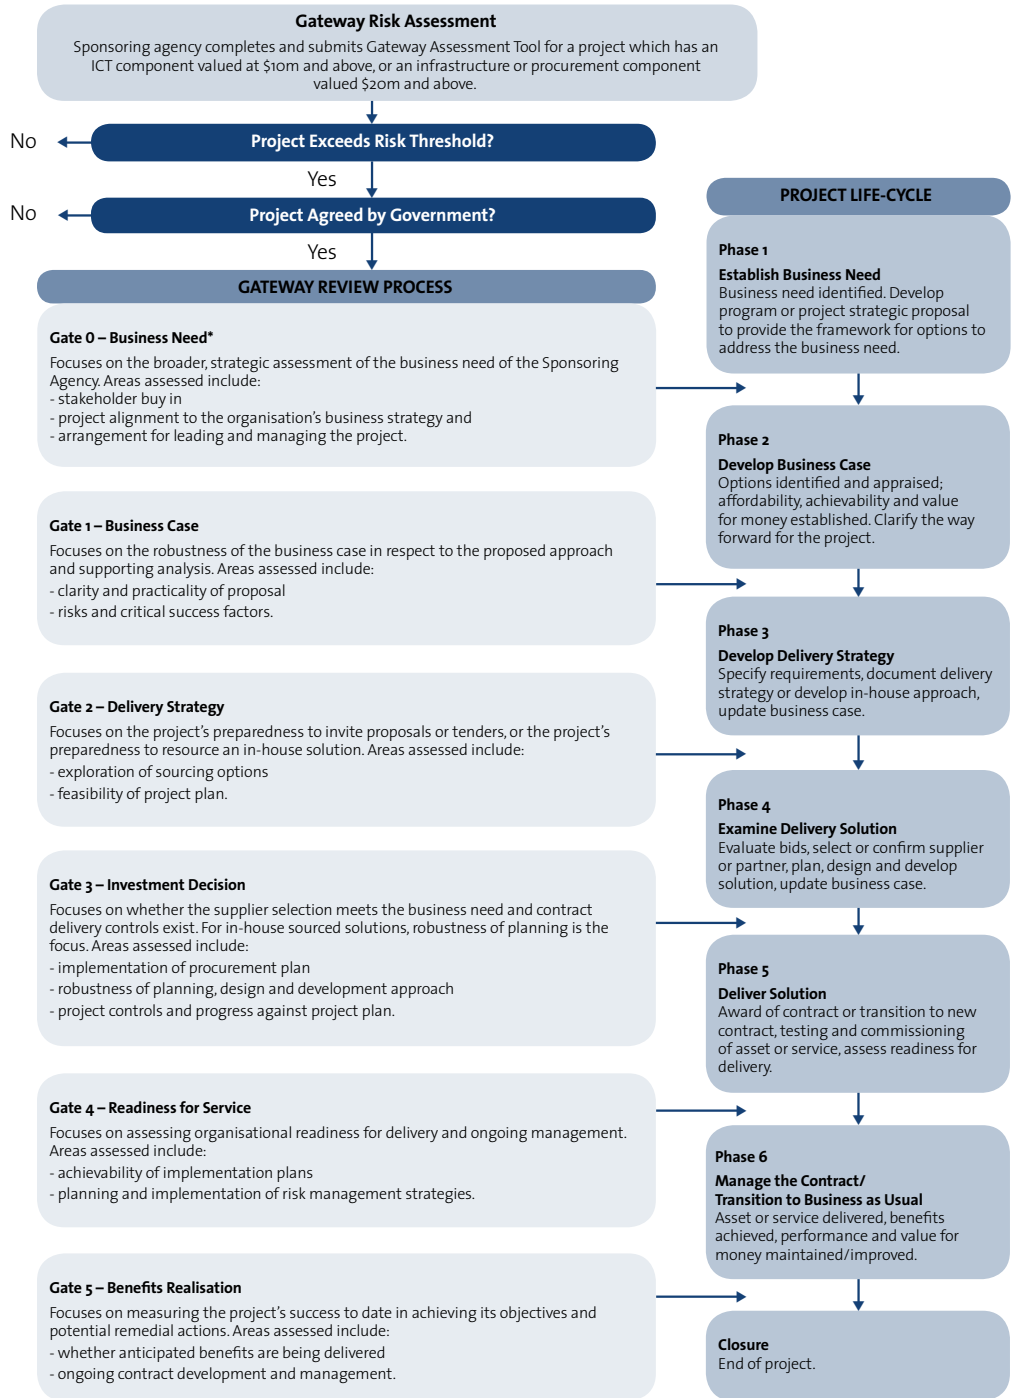 Gateway Risk Assessment
Sponsoring agency completes and submits Gateway Assessment Tool for a project which has an
ICT component valued at $10m and above, or an infrastructure or procurement component
valued $20m and above.
No
Project Exceeds Risk Threshold?
Yes
No
Project Agreed by Government?
Yes
GATEWAY REVIEW PROCESS
Gate 0 – Business Need*
Focuses on the broader, strategic assessment of the business need of the Sponsoring
Agency. Areas assessed include:
- stakeholder buy in
- project alignment to the organisation's business strategy and
- arrangement for leading and managing the project.
Gate 1 – Business Case
Focuses on the robustness of the business case in respect to the proposed approach
and supporting analysis. Areas assessed include:
- clarity and practicality of proposal
- risks and critical success factors.
Gate 2 – Delivery Strategy
Focuses on the project's preparedness to invite proposals or tenders, or the project's
preparedness to resource an in-house solution. Areas assessed include:
- exploration of sourcing options
- feasibility of project plan.
Gate 3 – Investment Decision
Focuses on whether the supplier selection meets the business need and contract
delivery controls exist. For in-house sourced solutions, robustness of planning is the
focus. Areas assessed include:
- implementation of procurement plan
- robustness of planning, design and development approach
- project controls and progress against project plan.
Gate 4 – Readiness for Service
Focuses on assessing organisational readiness for delivery and ongoing management.
Areas assessed include:
- achievability of implementation plans
- planning and implementation of risk management strategies.
Gate 5 – Benefits Realisation
Focuses on measuring the project's success to date in achieving its objectives and
potential remedial actions. Areas assessed include:
- whether anticipated benefits are being delivered
- ongoing contract development and management.
PROJECT LIFE-CYCLE
Phase 1
Establish Business Need
Business need identified. Develop
program or project strategic proposal
to provide the framework for options to
address the business need.
Phase 2
Develop Business Case
Options identified and appraised;
affordability, achievability and value
for money established. Clarify the way
forward for the project.
Phase 3
Develop Delivery Strategy
Specify requirements, document delivery
strategy or develop in-house approach,
update business case.
Phase 4
Examine Delivery Solution
Evaluate bids, select or confirm supplier
or partner, plan, design and develop
solution, update business case.
Phase 5
Deliver Solution
Award of contract or transition to new
contract, testing and commissioning
of asset or service, assess readiness for
delivery.
Phase 6
Manage the Contract/
Transition to Business as Usual
Asset or service delivered, benefits
achieved, performance and value for
money maintained/improved.
Closure
End of project.